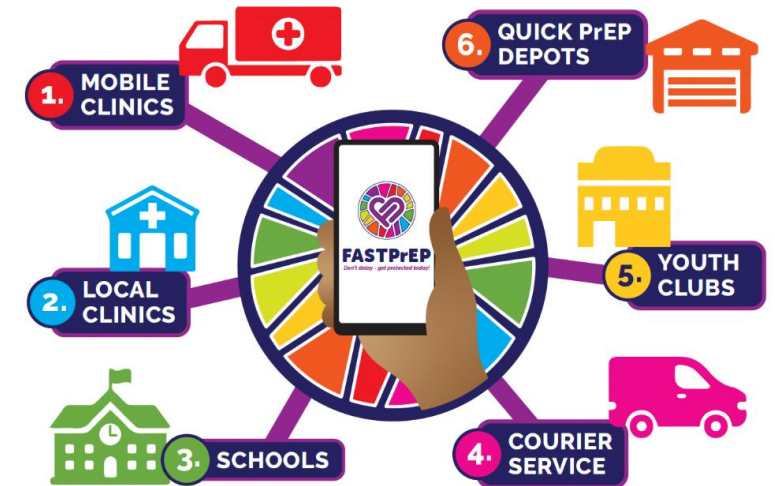 1.
MOBILE
CLINICS
2.
LOCAL
CLINICS
3.
SCHOOLS
4.
COURIER
SERVICE
5.
YOUTH
CLUBS
6.
QUICK PrEP
DEPOTS
FASTPrEP
Don't delay - get protected today!